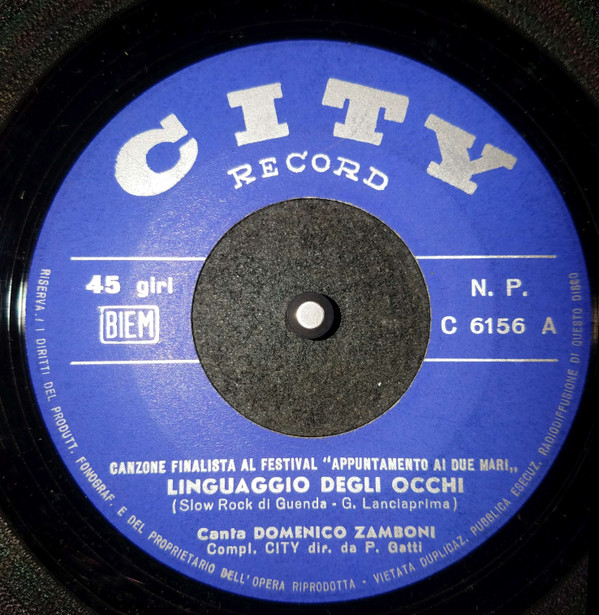 CITY
RECORD
45 giri
BIEM
N. P.
C 6156 A
CANZONE FINALISTA AL FESTIVAL "APPUNTAMENTO AI DUE MARI„
LINGUAGGIO DEGLI OCCHI
(Slow Rock di Guenda - G. Lanciaprima)
Canta DOMENICO ZAMBONI
Compl. CITY dir. da P. Gatti
RISERVA./ I DIRITTI DEL PRODUTT. FONOGRAF. E DEL PROPRIETARIO DELL'OPERA RIPRODOTTA - VIETATA DUPLICAZ. PUBBLICA ESEGUZ. RADIODIFFUSIONE DI QUESTO DISCO